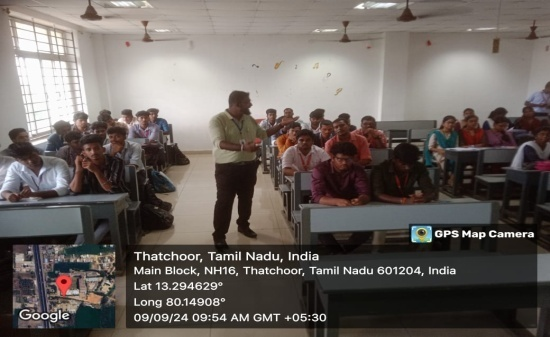 GPS Map Camera
Thatchoor, Tamil Nadu, India
Main Block, NH16, Thatchoor, Tamil Nadu 601204, India
Lat 13.294629°
Long 80.14908°
09/09/24 09:54 AM GMT +05:30
Google